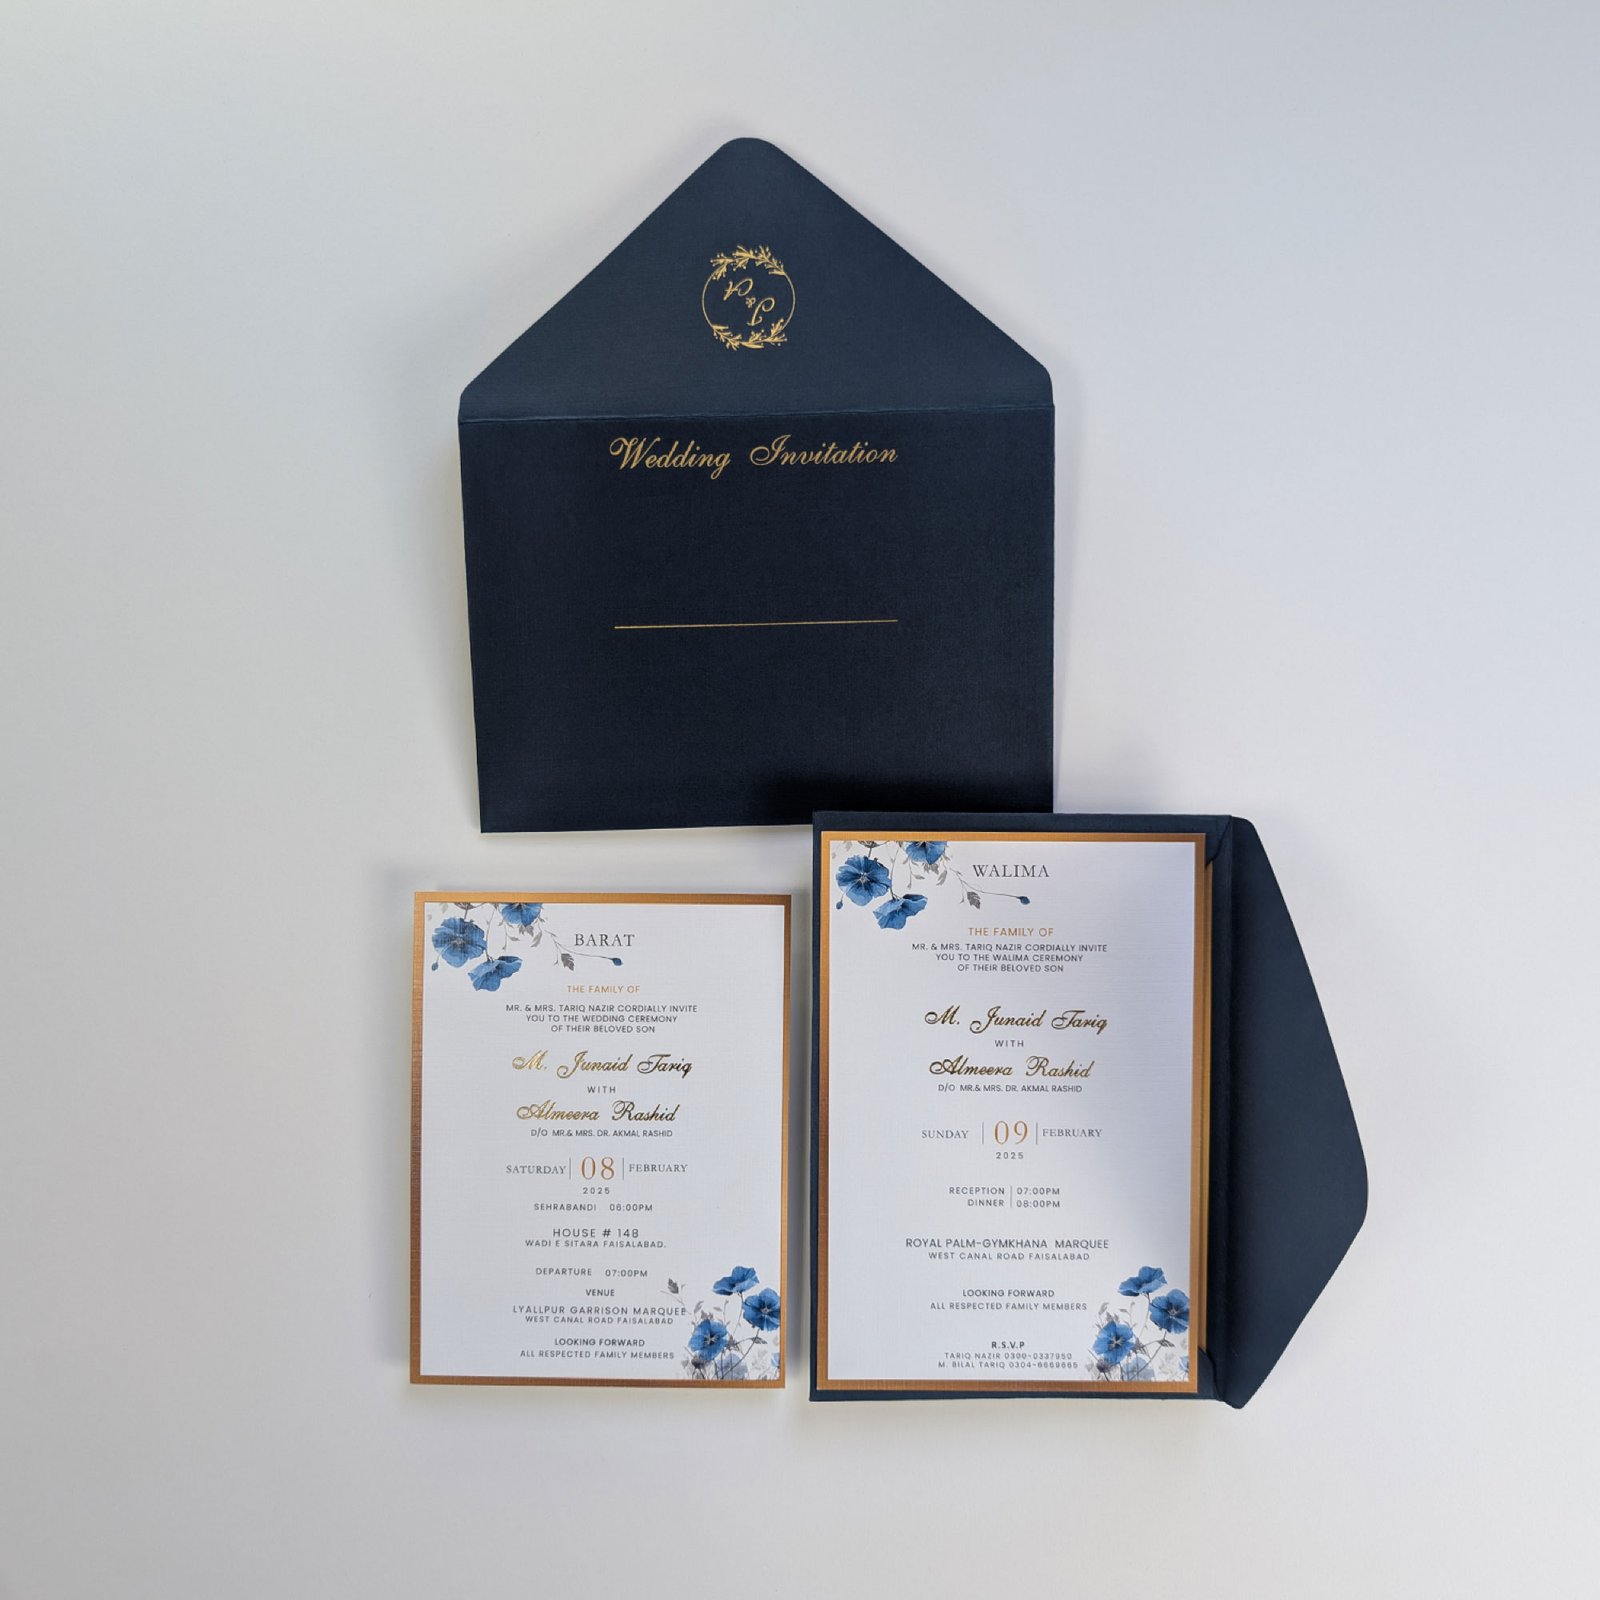 J & A
Wedding Invitation
BARAT
THE FAMILY OF
MR. & MRS. TARIQ NAZIR CORDIALLY INVITE
YOU TO THE WEDDING CEREMONY
OF THEIR BELOVED SON
M. Junaid Tariq
WITH
Almeera Rashid
D/O MR.& MRS. DR. AKMAL RASHID
SATURDAY 08 FEBRUARY
2025
SEHRABANDI 06:00PM
HOUSE # 148
WADI E SITARA FAISALABAD.
DEPARTURE 07:00PM
VENUE
LYALLPUR GARRISON MARQUEE
WEST CANAL ROAD FAISALABAD
LOOKING FORWARD
ALL RESPECTED FAMILY MEMBERS
WALIMA
THE FAMILY OF
MR. & MRS. TARIQ NAZIR CORDIALLY INVITE
YOU TO THE WALIMA CEREMONY
OF THEIR BELOVED SON
M. Junaid Tariq
WITH
Almeera Rashid
D/O MR.& MRS. DR. AKMAL RASHID
SUNDAY 09 FEBRUARY
2025
RECEPTION 07:00PM
DINNER 08:00PM
ROYAL PALM-GYMKHANA MARQUEE
WEST CANAL ROAD FAISALABAD
LOOKING FORWARD
ALL RESPECTED FAMILY MEMBERS
R.S.V.P
TARIQ NAZIR 0300-0337950
M. BILAL TARIQ 0304-6669665